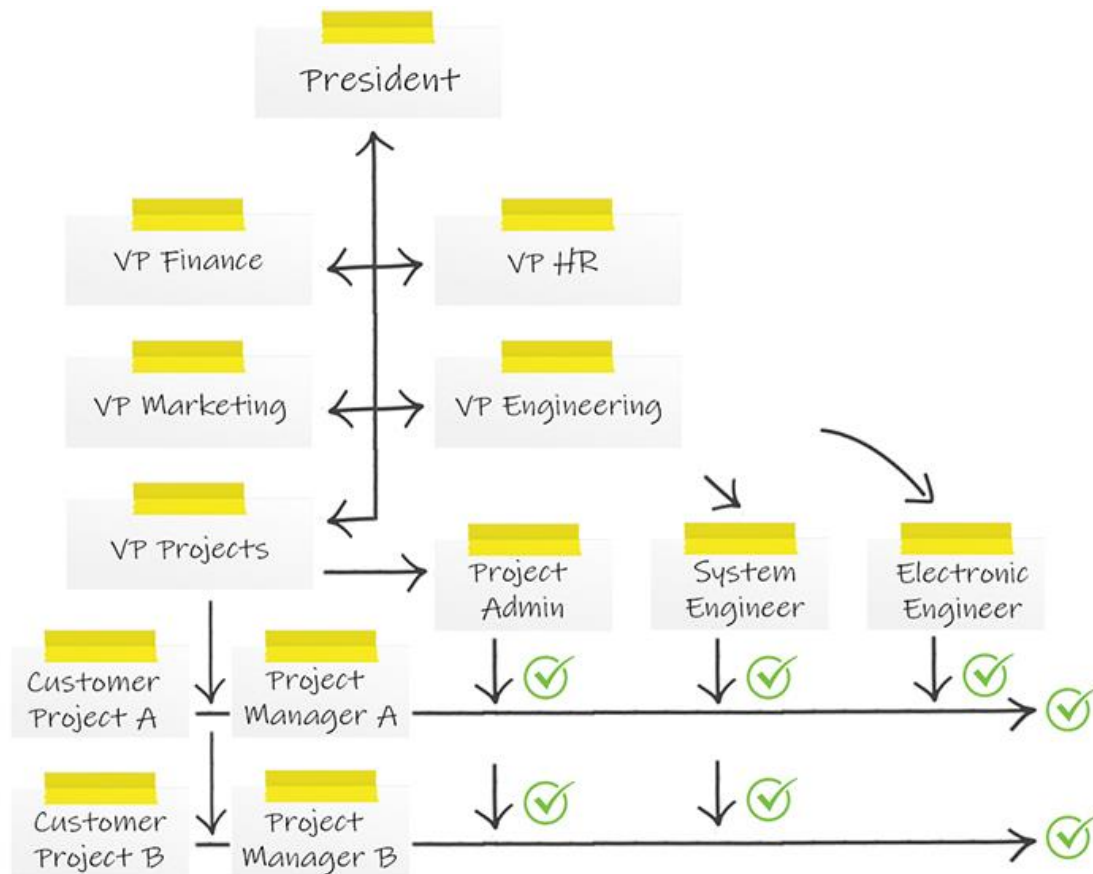 President
VP Finance
VP HR
VP Marketing
VP Engineering
VP Projects
Project
Admin
System
Engineer
Electronic
Engineer
Customer
Project A
Project
Manager A
Customer
Project B
Project
Manager B